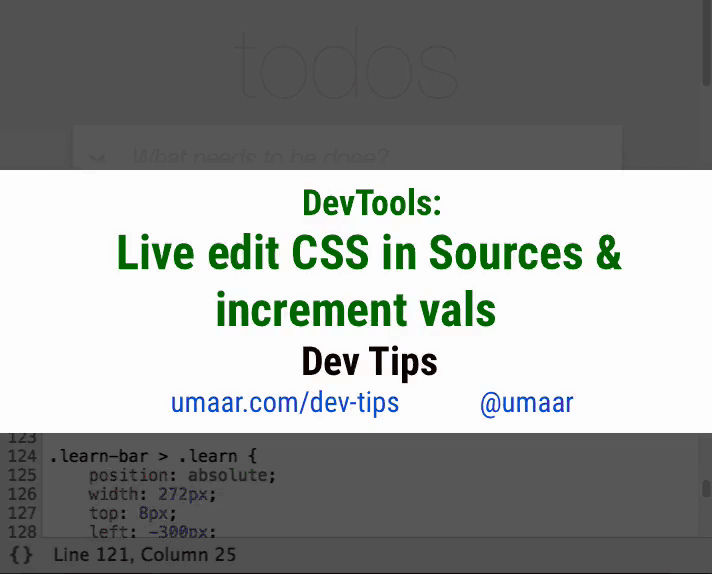 todos
What needs to be done?
DevTools:
Live edit CSS in Sources &
increment vals
Dev Tips
umaar.com/dev-tips @umaar
123
124 .learn-bar > .learn {
125 position: absolute;
126 width: 272px;
127 top: 8px;
128 left: -300px;
{} Line 121, Column 25